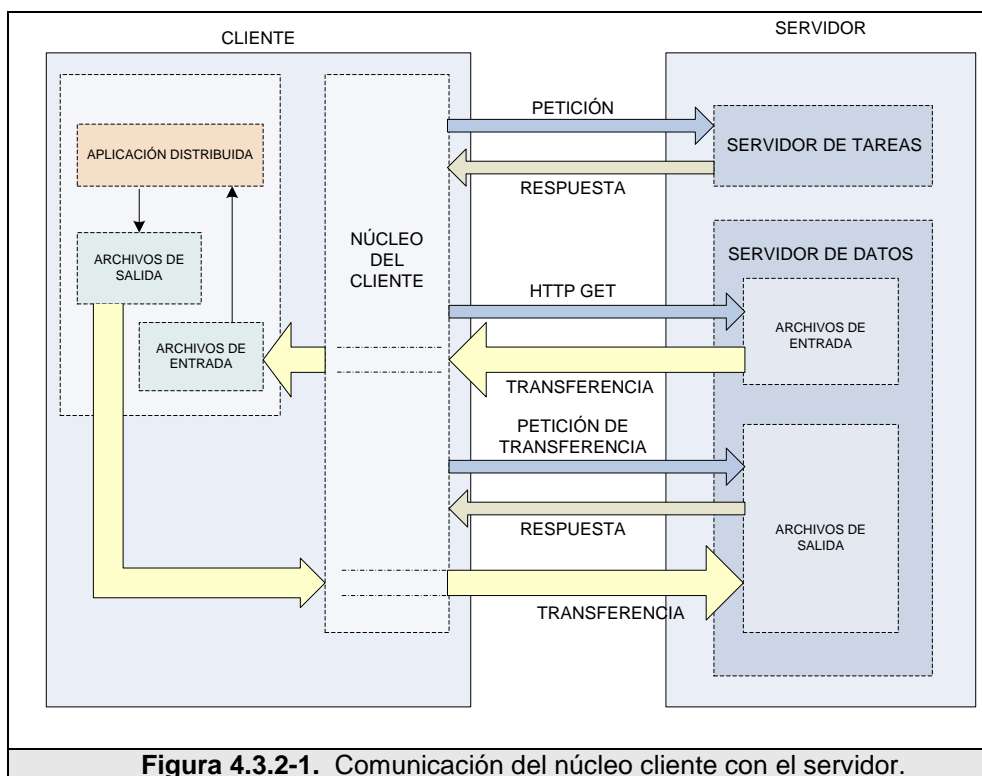 CLIENTE
SERVIDOR
PETICIÓN
APLICACIÓN DISTRIBUIDA
SERVIDOR DE TAREAS
RESPUESTA
NÚCLEO
DEL
CLIENTE
ARCHIVOS DE
SALIDA
SERVIDOR DE DATOS
HTTP GET
ARCHIVOS DE
ENTRADA
ARCHIVOS DE
ENTRADA
TRANSFERENCIA
PETICIÓN DE
TRANSFERENCIA
RESPUESTA
ARCHIVOS DE
SALIDA
TRANSFERENCIA
Figura 4.3.2-1. Comunicación del núcleo cliente con el servidor.